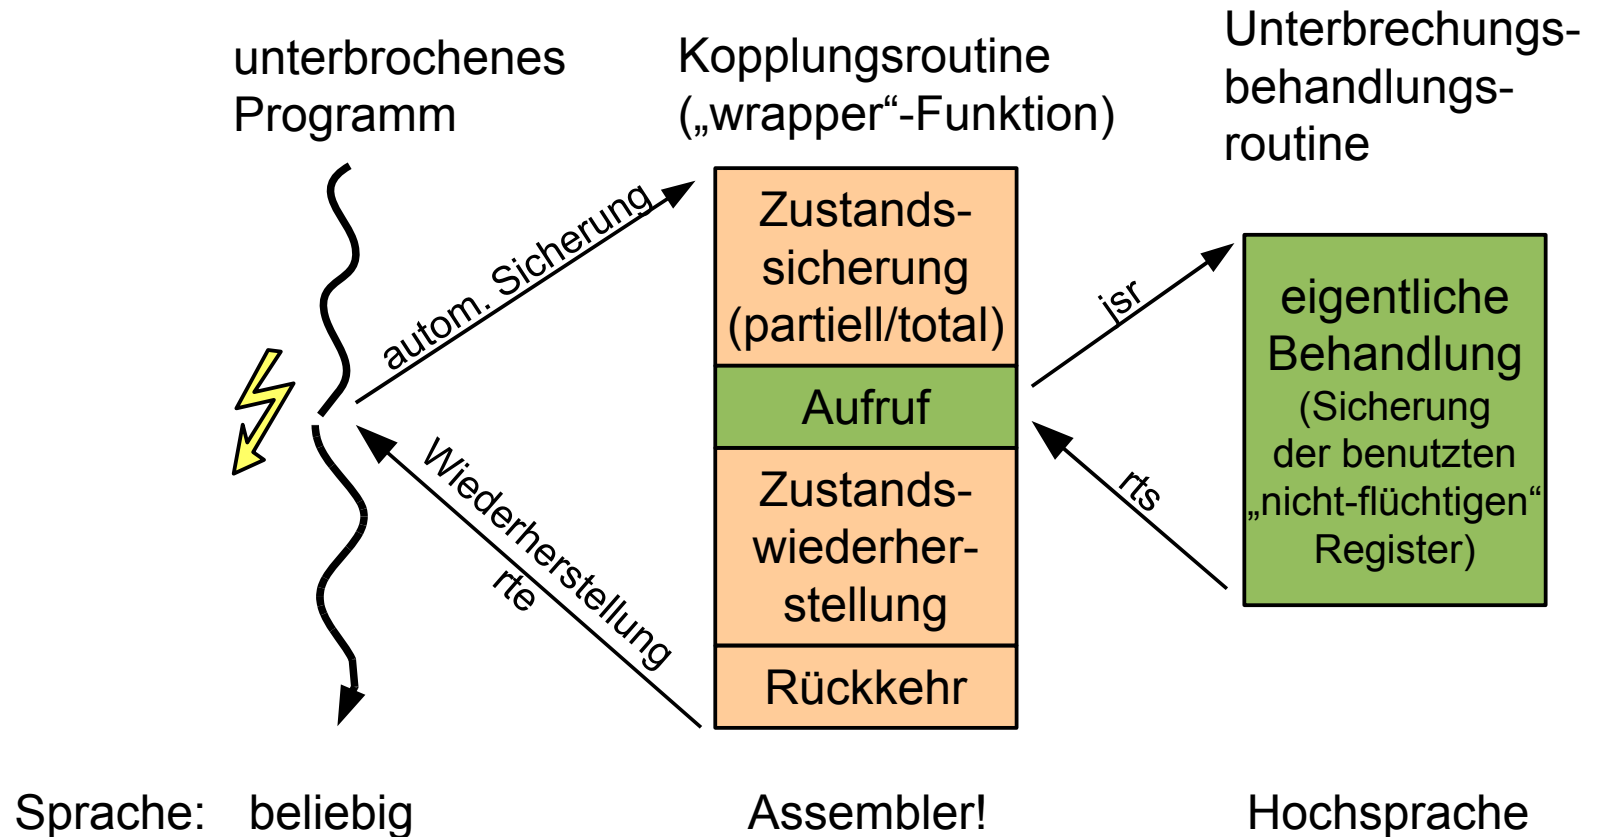 unterbrochenes
Programm
Kopplungsroutine
(„wrapper“-Funktion)
Unterbrechungs-
behandlungs-
routine
autom. Sicherung
Zustands-
sicherung
(partiell/total)
Aufruf
Zustands-
wiederher-
stellung
Rückkehr
jsr
rts
eigentliche
Behandlung
(Sicherung
der benutzten
„nicht-flüchtigen“
Register)
Wiederherstellung
rte
Sprache: beliebig Assembler! Hochsprache